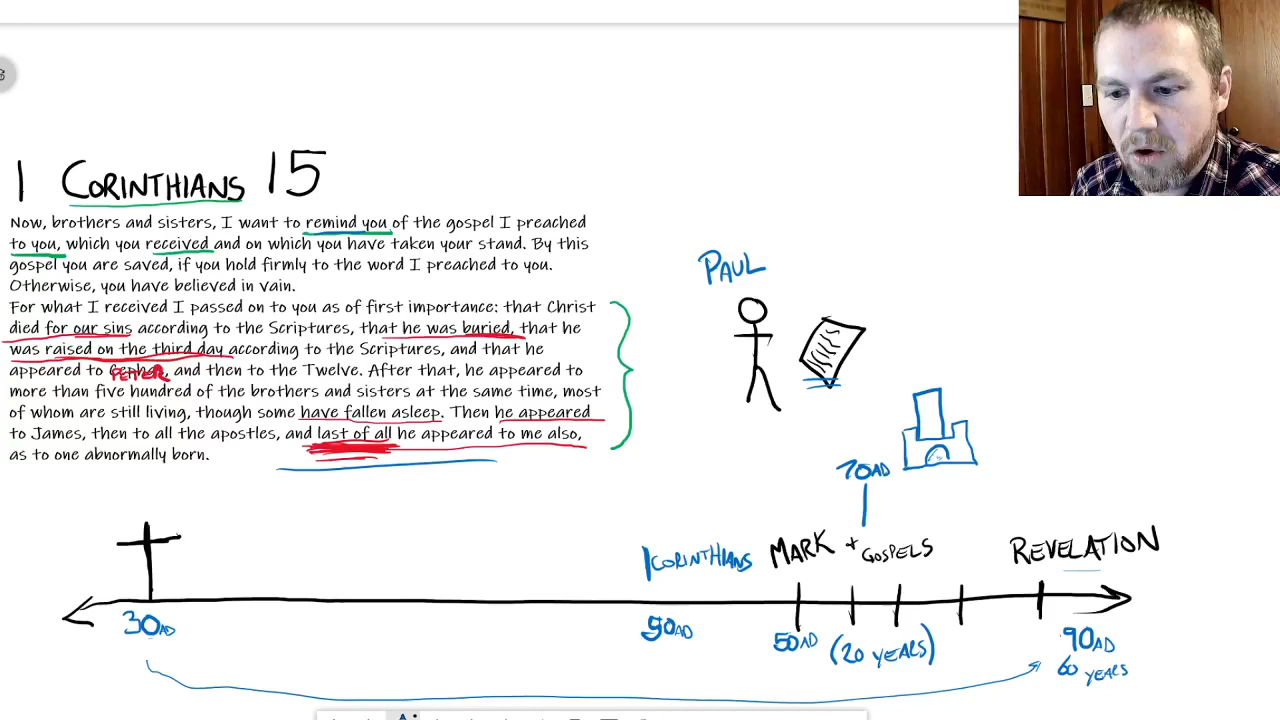 1 CORINTHIANS 15
Now, brothers and sisters, I want to remind you of the gospel I preached
to you, which you received and on which you have taken your stand. By this
gospel you are saved, if you hold firmly to the word I preached to you.
Otherwise, you have believed in vain.
For what I received I passed on to you as of first importance: that Christ
died for our sins according to the Scriptures, that he was buried, that he
was raised on the third day according to the Scriptures, and that he
appeared to PETER, and then to the Twelve. After that, he appeared to
more than five hundred of the brothers and sisters at the same time, most
of whom are still living, though some have fallen asleep. Then he appeared
to James, then to all the apostles, and last of all he appeared to me also,
as to one abnormally born.
PAUL
70AD
1CORINTHIANS
MARK + GOSPELS
REVELATION
30AD
50AD
50AD
(20 YEARS)
90AD
60 YEARS